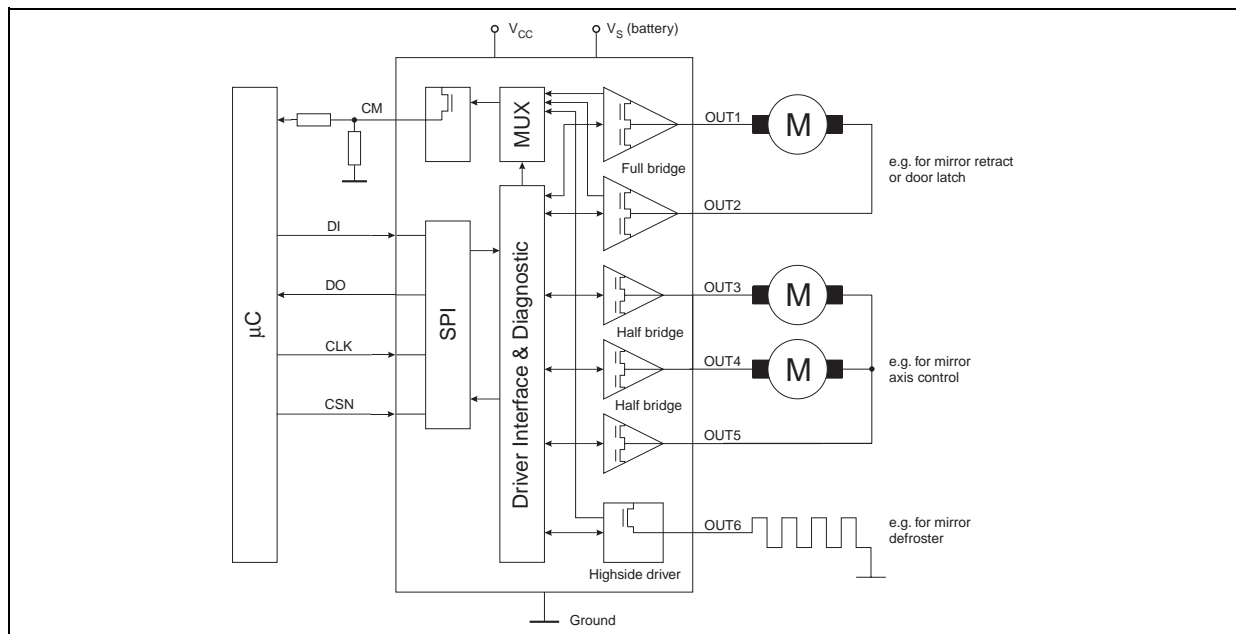 V_CC
V_S (battery)
CM
MUX
OUT1
M
Full bridge
e.g. for mirror retract
or door latch
OUT2
µC
DI
DO
CLK
CSN
SPI
Driver Interface & Diagnostic
OUT3
M
Half bridge
OUT4
M
e.g. for mirror
axis control
Half bridge
OUT5
OUT6
e.g. for mirror
defroster
Highside driver
Ground